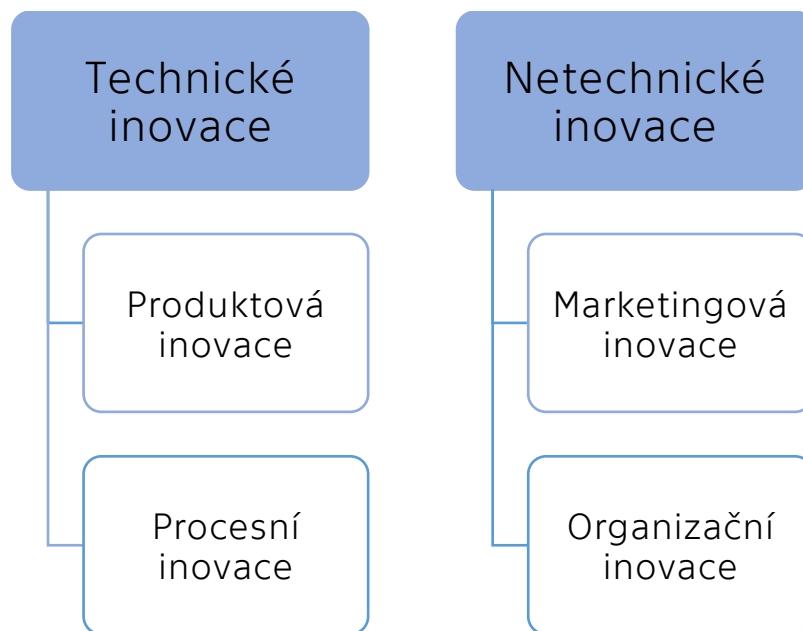 Technické
inovace
Produktová
inovace
Procesní
inovace
Netechnické
inovace
Marketingová
inovace
Organizační
inovace